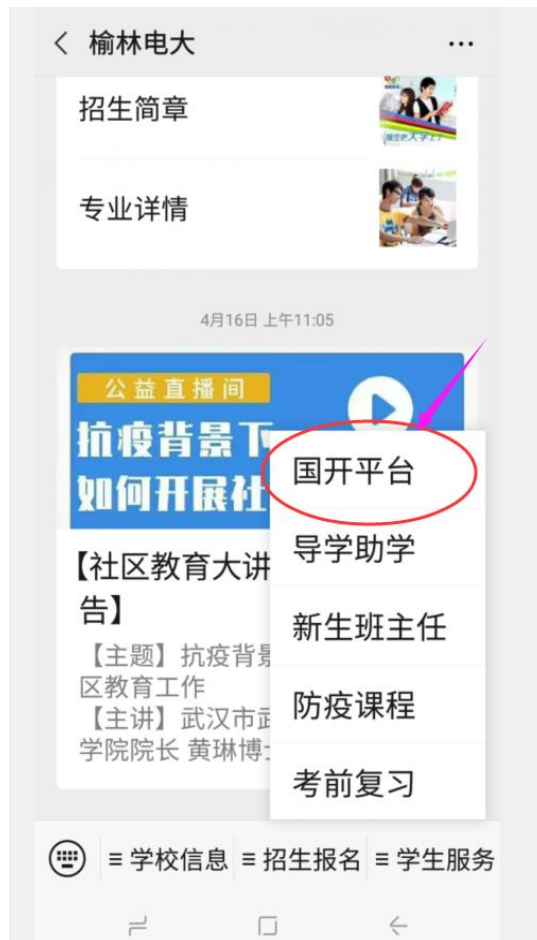 榆林电大
招生简章
专业详情
4月16日 上午11:05
公益直播间
抗疫背景下
如何开展社
国开平台
导学助学
【社区教育大讲
告】
新生班主任
【主题】抗疫背景
区教育工作
防疫课程
【主讲】武汉市武
学院院长 黄琳博士
考前复习
≡ 学校信息
≡ 招生报名
≡ 学生服务